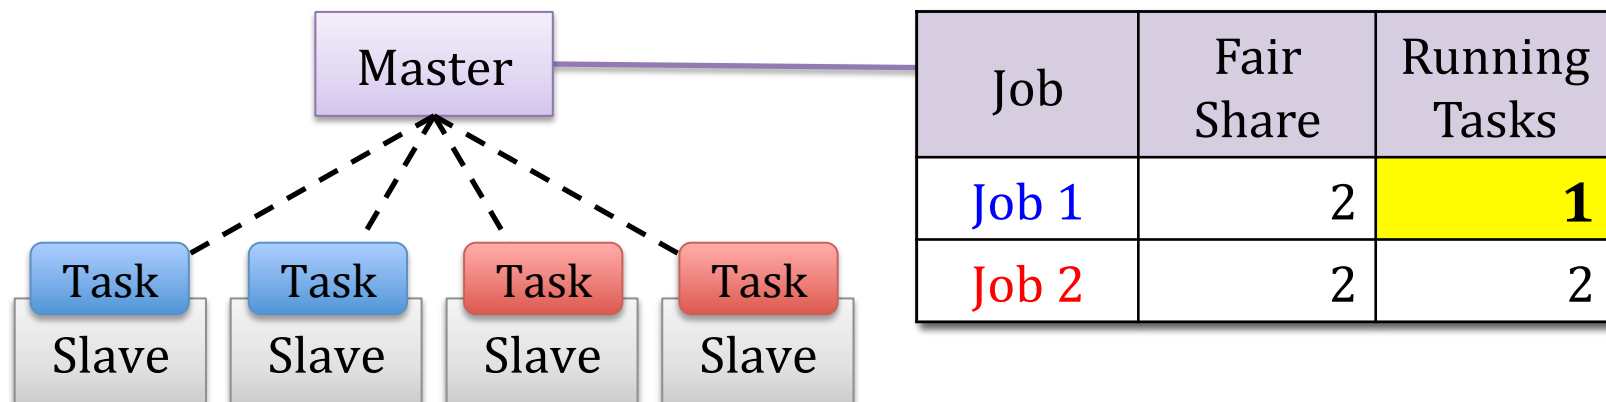 Master
Job
Fair
Share
Running
Tasks
Job 1
2
1
Job 2
2
2
Task
Task
Task
Task
Slave
Slave
Slave
Slave